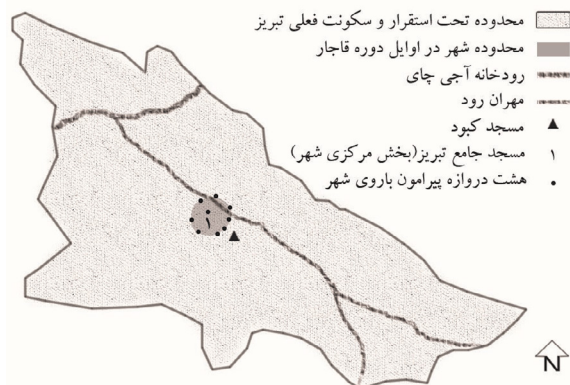 محدوده تحت استقرار و سکونت فعلی تبریز
محدوده شهر در اوایل دوره قاجار
رودخانه آجی چای
مهران رود
مسجد کبود
۱ مسجد جامع تبریز(بخش مرکزی شهر)
هشت دروازه پیرامون باروی شهر
۱
N